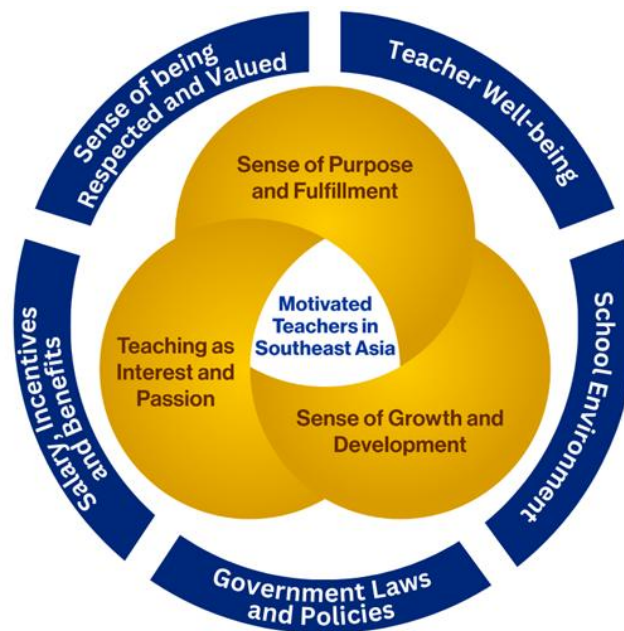 Sense of being
Respected and Valued
Teacher Well-being
Sense of Purpose
and Fulfillment
Motivated
Teachers in
Southeast Asia
Teaching as
Interest and
Passion
Sense of Growth and
Development
Salary, Incentives
and Benefits
School Environment
Government Laws
and Policies